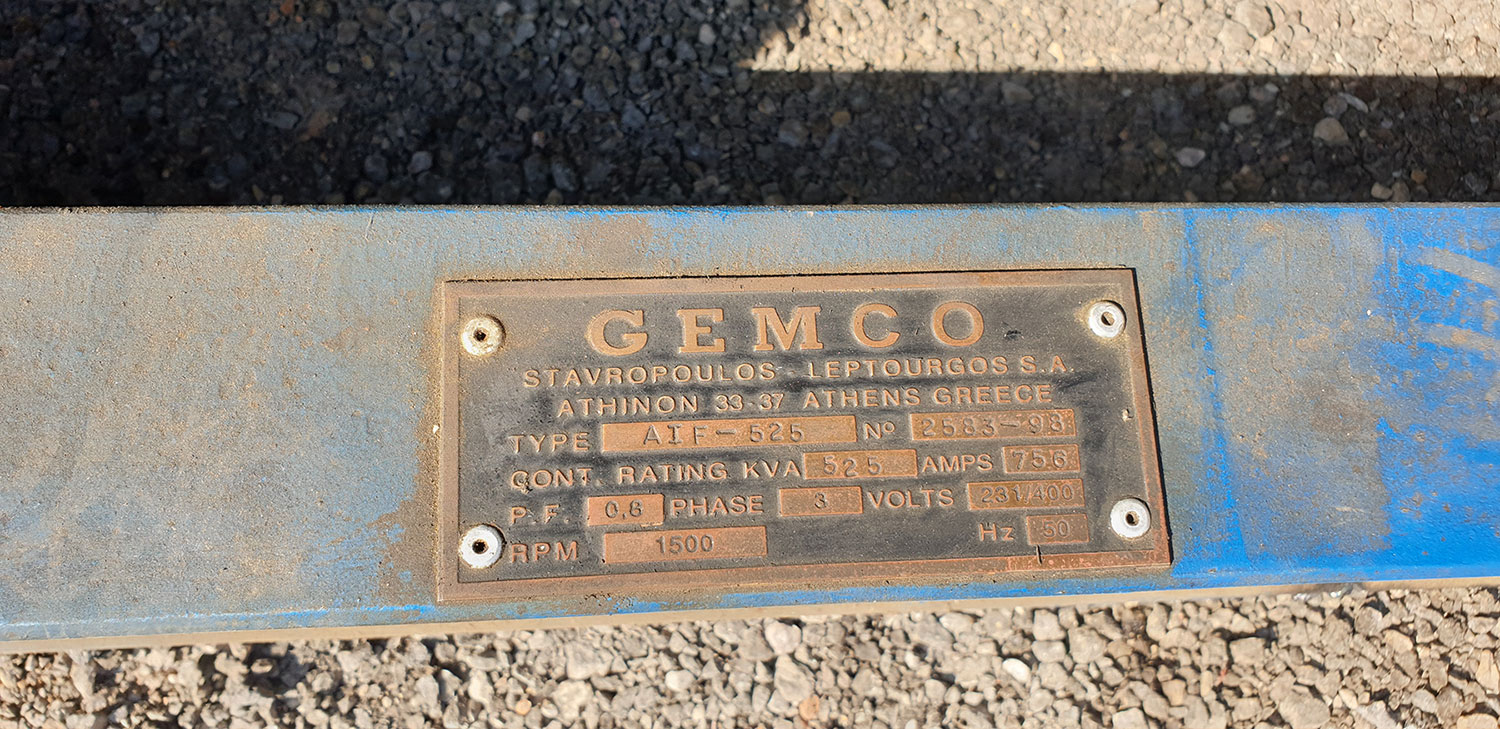 GEMCO
STAVROPOULOS - LEPTOURGOS S.A.
ATHINON 33-37 ATHENS GREECE
TYPE AIF-525 Nº 2583-98
CONT. RATING KVA 525 AMPS 756
P.F. 0,8 PHASE 3 VOLTS 231/400
RPM 1500 Hz 50